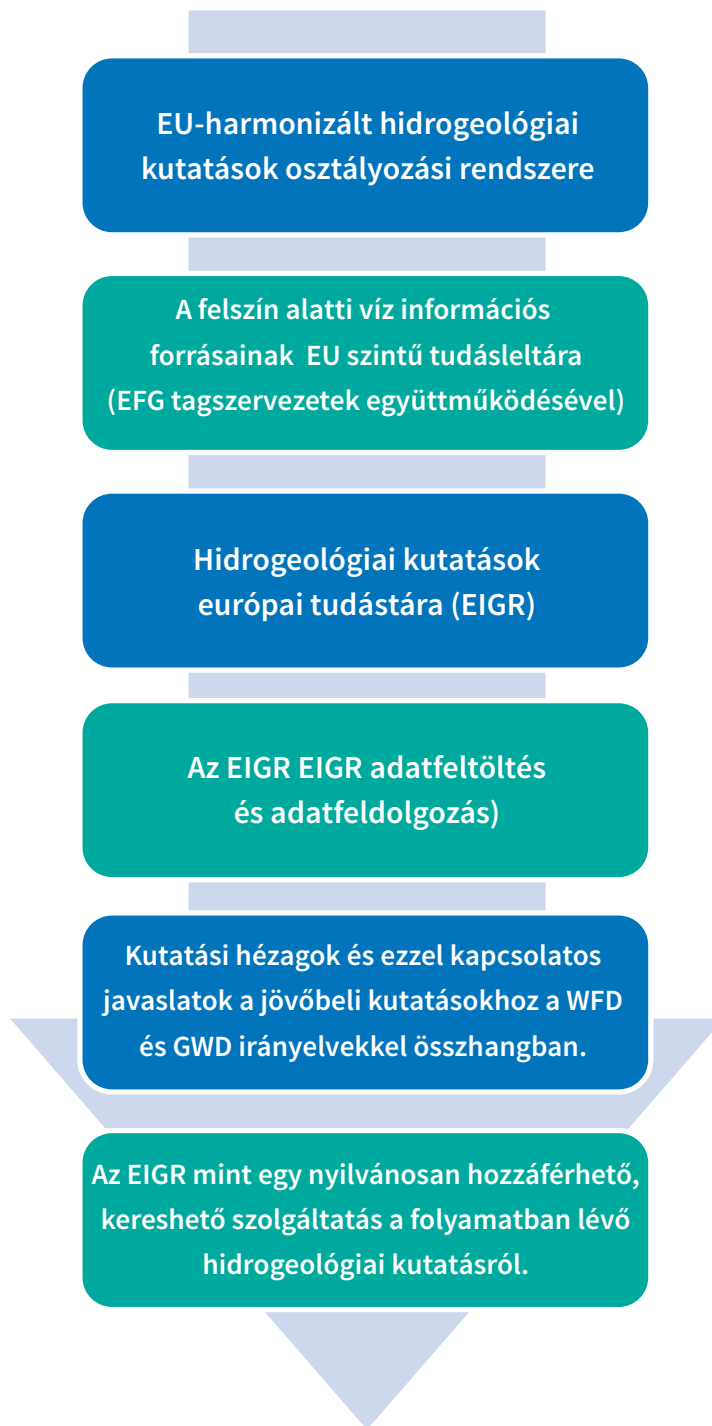 EU-harmonizált hidrogeológiai
kutatások osztályozási rendszere
A felszín alatti víz információs
forrásainak EU szintű tudásleltára
(EFG tagszervezetek együttműködésével)
Hidrogeológiai kutatások
európai tudástára (EIGR)
Az EIGR EIGR adatfeltöltés
és adatfeldolgozás)
Kutatási hézagok és ezzel kapcsolatos
javaslatok a jövőbeli kutatásokhoz a WFD
és GWD irányelvekkel összhangban.
Az EIGR mint egy nyilvánosan hozzáférhető,
kereshető szolgáltatás a folyamatban lévő
hidrogeológiai kutatásról.